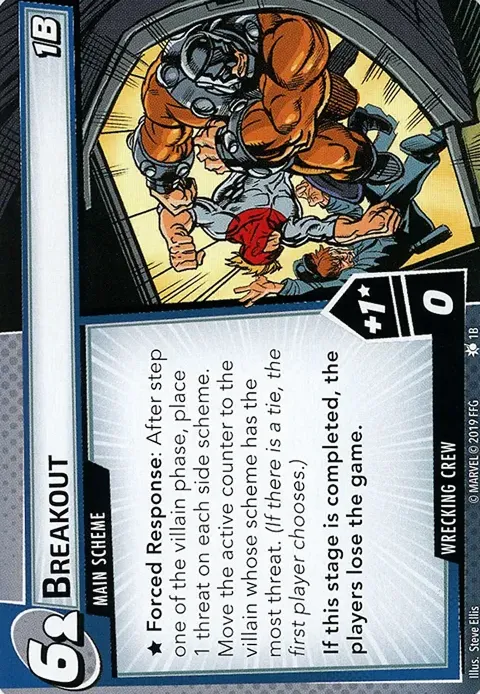 6
BREAKOUT
1B
MAIN SCHEME
★ Forced Response: After step
one of the villain phase, place
1 threat on each side scheme.
Move the active counter to the
villain whose scheme has the
most threat. (If there is a tie, the
first player chooses.)
If this stage is completed, the
players lose the game.
+1★
0
WRECKING CREW
Illus. Steve Ellis
© MARVEL © 2019 FFG
1B